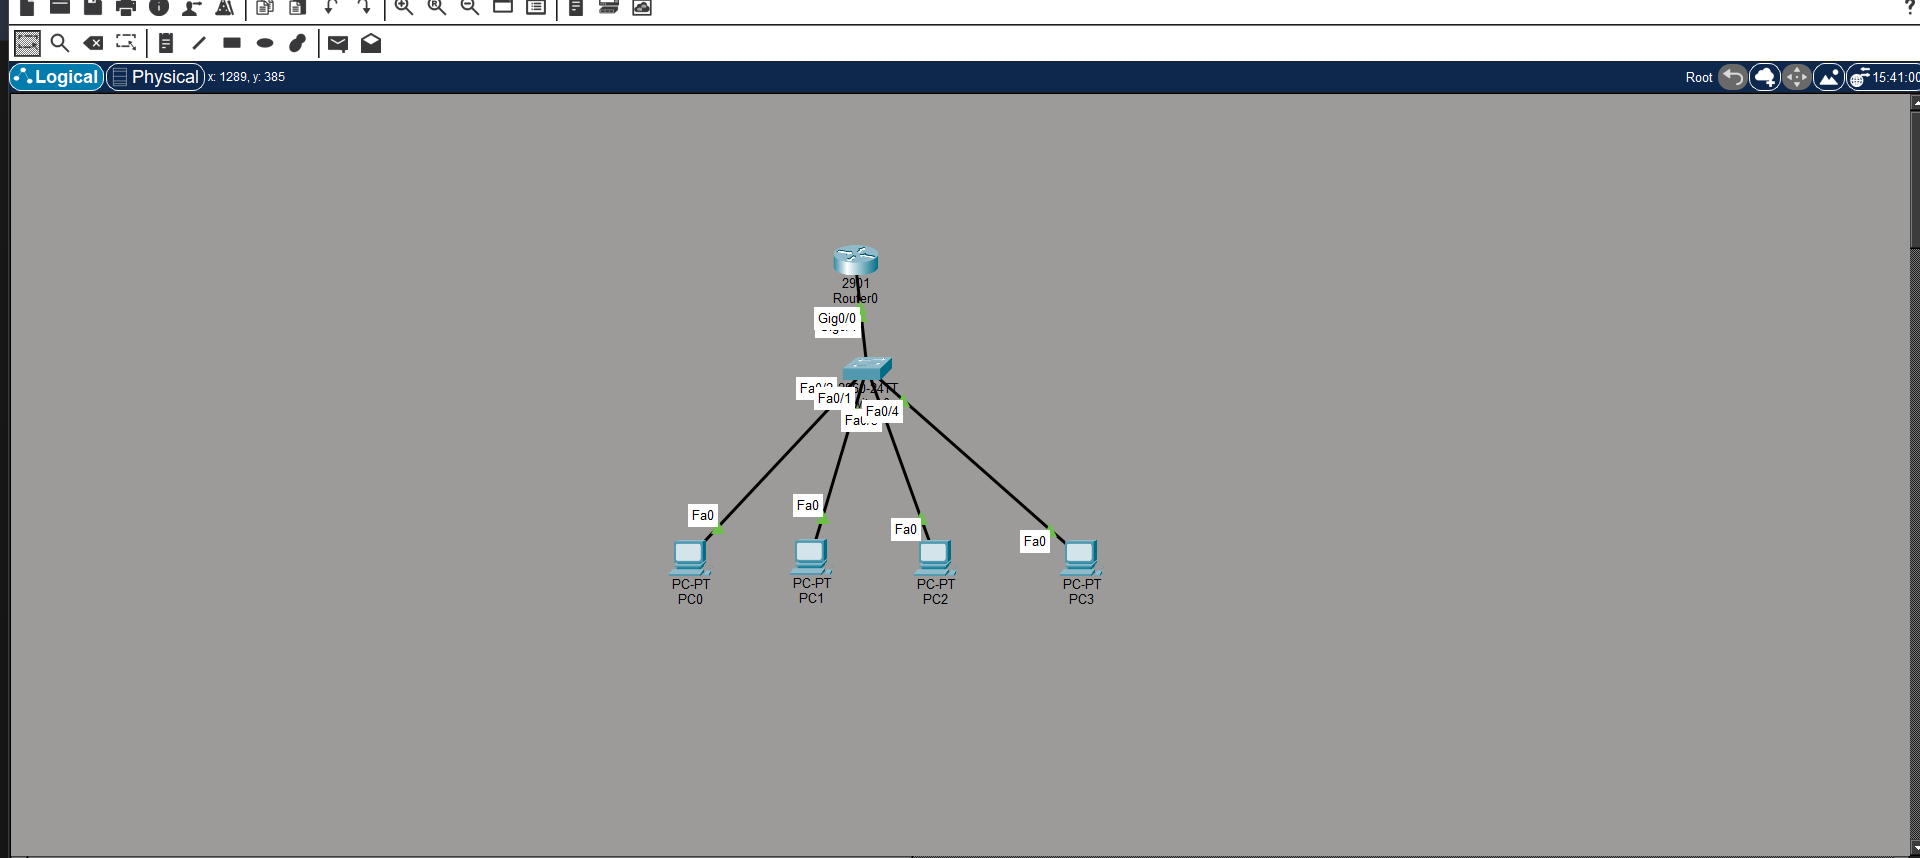 ?
Logical
Physical
x: 1289, y: 385
Root
15:41:00
2901
Router0
Gig0/0
Fa0/1
Fa0/4
Fa0
Fa0
Fa0
Fa0
PC-PT
PC0
PC-PT
PC1
PC-PT
PC2
PC-PT
PC3